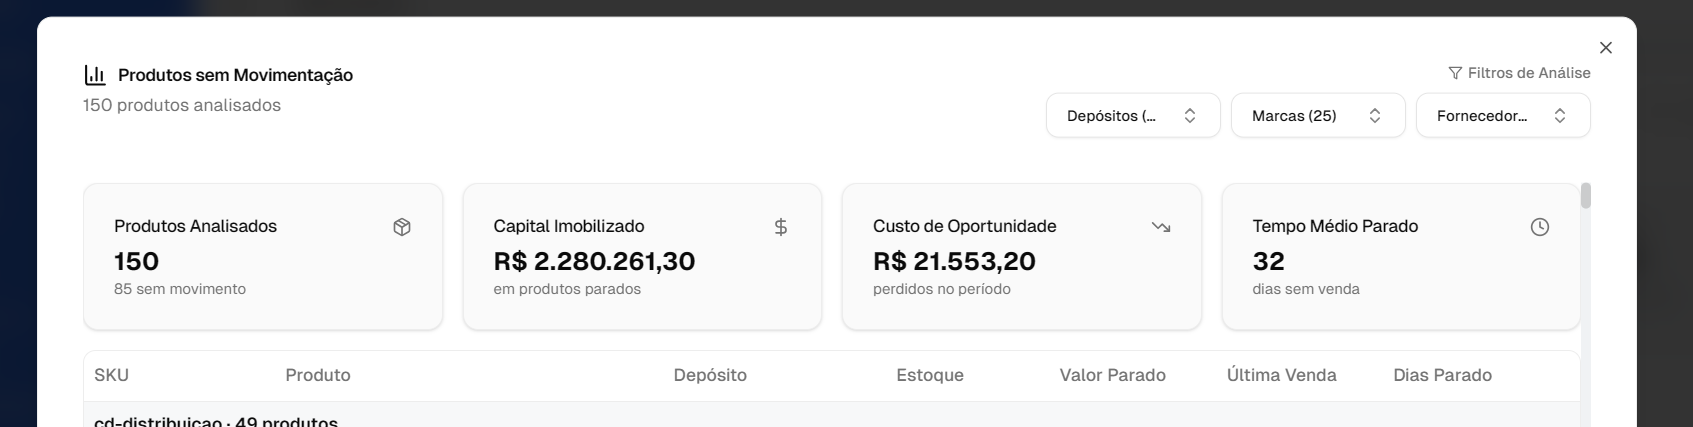 Produtos sem Movimentação
150 produtos analisados
Filtros de Análise
Depósitos (...
Marcas (25)
Fornecedor...
Produtos Analisados
150
85 sem movimento
Capital Imobilizado
R$ 2.280.261,30
em produtos parados
Custo de Oportunidade
R$ 21.553,20
perdidos no período
Tempo Médio Parado
32
dias sem venda
SKU Produto Depósito Estoque Valor Parado Última Venda Dias Parado
cd-distribuicao · 49 produtos